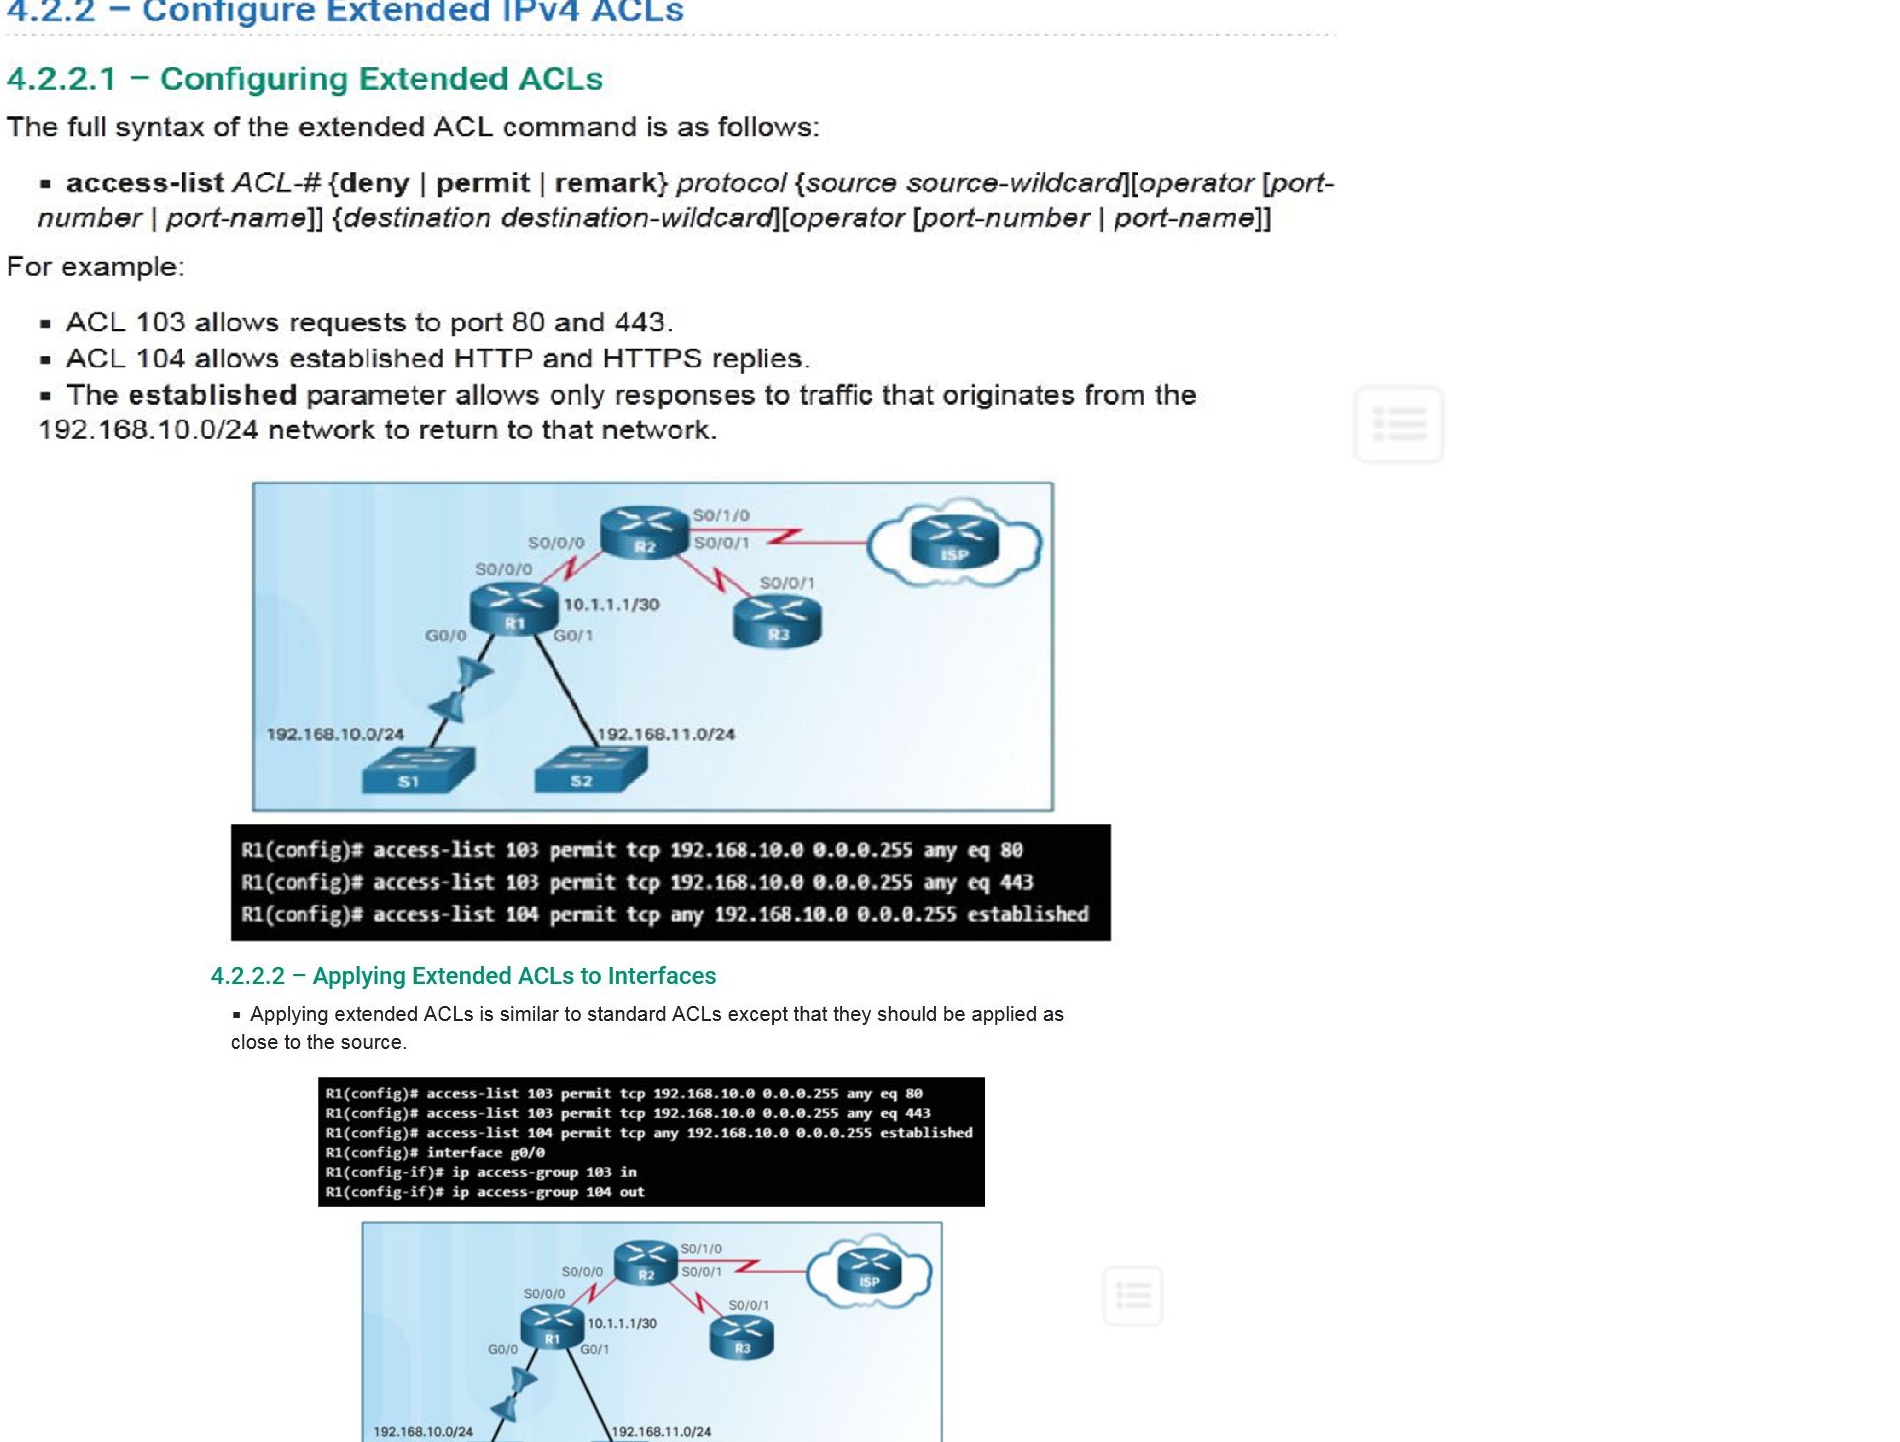 4.2.2 – Configure Extended IPv4 ACLs
4.2.2.1 – Configuring Extended ACLs
The full syntax of the extended ACL command is as follows:
▪ access-list ACL-# {deny | permit | remark} protocol {source source-wildcard][operator [port-
number | port-name]] {destination destination-wildcard][operator [port-number | port-name]]
For example:
▪ ACL 103 allows requests to port 80 and 443.
▪ ACL 104 allows established HTTP and HTTPS replies.
▪ The established parameter allows only responses to traffic that originates from the
192.168.10.0/24 network to return to that network.
S0/1/0
R2
S0/0/0
S0/0/1
ISP
S0/0/0
S0/0/1
10.1.1.1/30
R1
R3
G0/0
G0/1
192.168.10.0/24
192.168.11.0/24
S1
S2
R1(config)# access-list 103 permit tcp 192.168.10.0 0.0.0.255 any eq 80
R1(config)# access-list 103 permit tcp 192.168.10.0 0.0.0.255 any eq 443
R1(config)# access-list 104 permit tcp any 192.168.10.0 0.0.0.255 established
4.2.2.2 – Applying Extended ACLs to Interfaces
▪ Applying extended ACLs is similar to standard ACLs except that they should be applied as
close to the source.
R1(config)# access-list 103 permit tcp 192.168.10.0 0.0.0.255 any eq 80
R1(config)# access-list 103 permit tcp 192.168.10.0 0.0.0.255 any eq 443
R1(config)# access-list 104 permit tcp any 192.168.10.0 0.0.0.255 established
R1(config)# interface g0/0
R1(config-if)# ip access-group 103 in
R1(config-if)# ip access-group 104 out
S0/1/0
S0/0/0
R2
S0/0/1
ISP
S0/0/0
S0/0/1
10.1.1.1/30
R1
R3
G0/0
G0/1
192.168.10.0/24
192.168.11.0/24